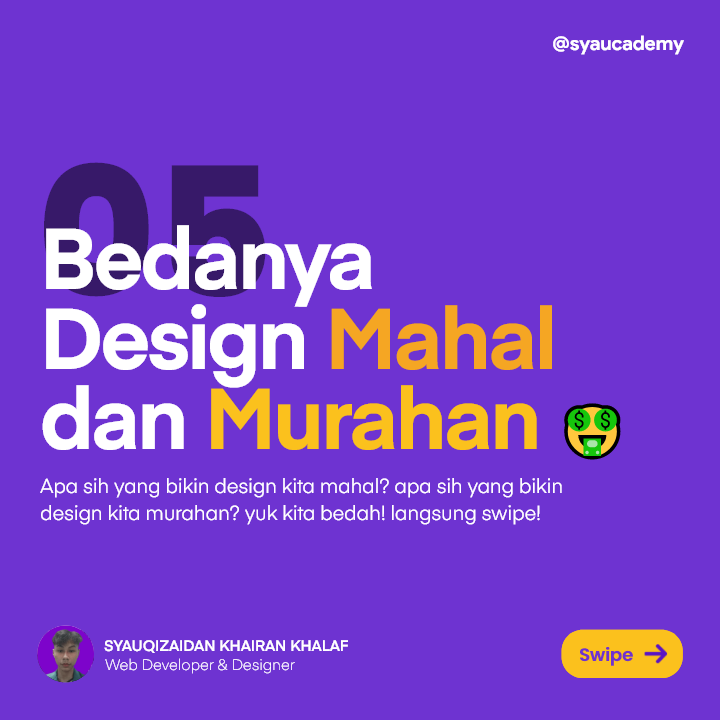 @syaucademy
05
Bedanya
Design Mahal
dan Murahan
Apa sih yang bikin design kita mahal? apa sih yang bikin
design kita murahan? yuk kita bedah! langsung swipe!
SYAUQIZAIDAN KHAIRAN KHALAF
Web Developer & Designer
Swipe